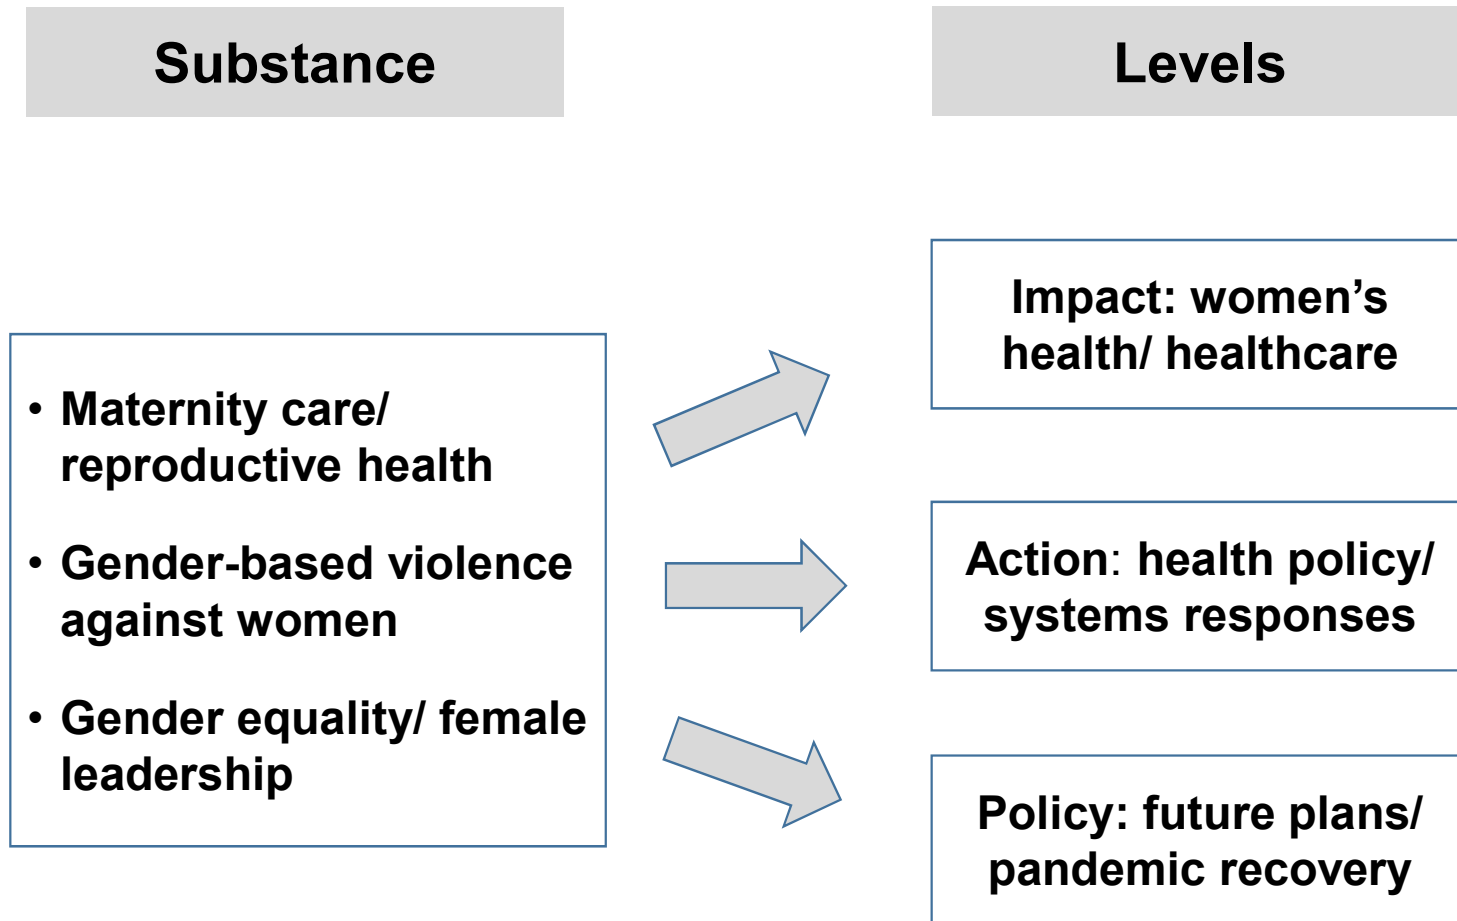 Substance
Levels
• Maternity care/
reproductive health
• Gender-based violence
against women
• Gender equality/ female
leadership
Impact: women’s
health/ healthcare
Action: health policy/
systems responses
Policy: future plans/
pandemic recovery